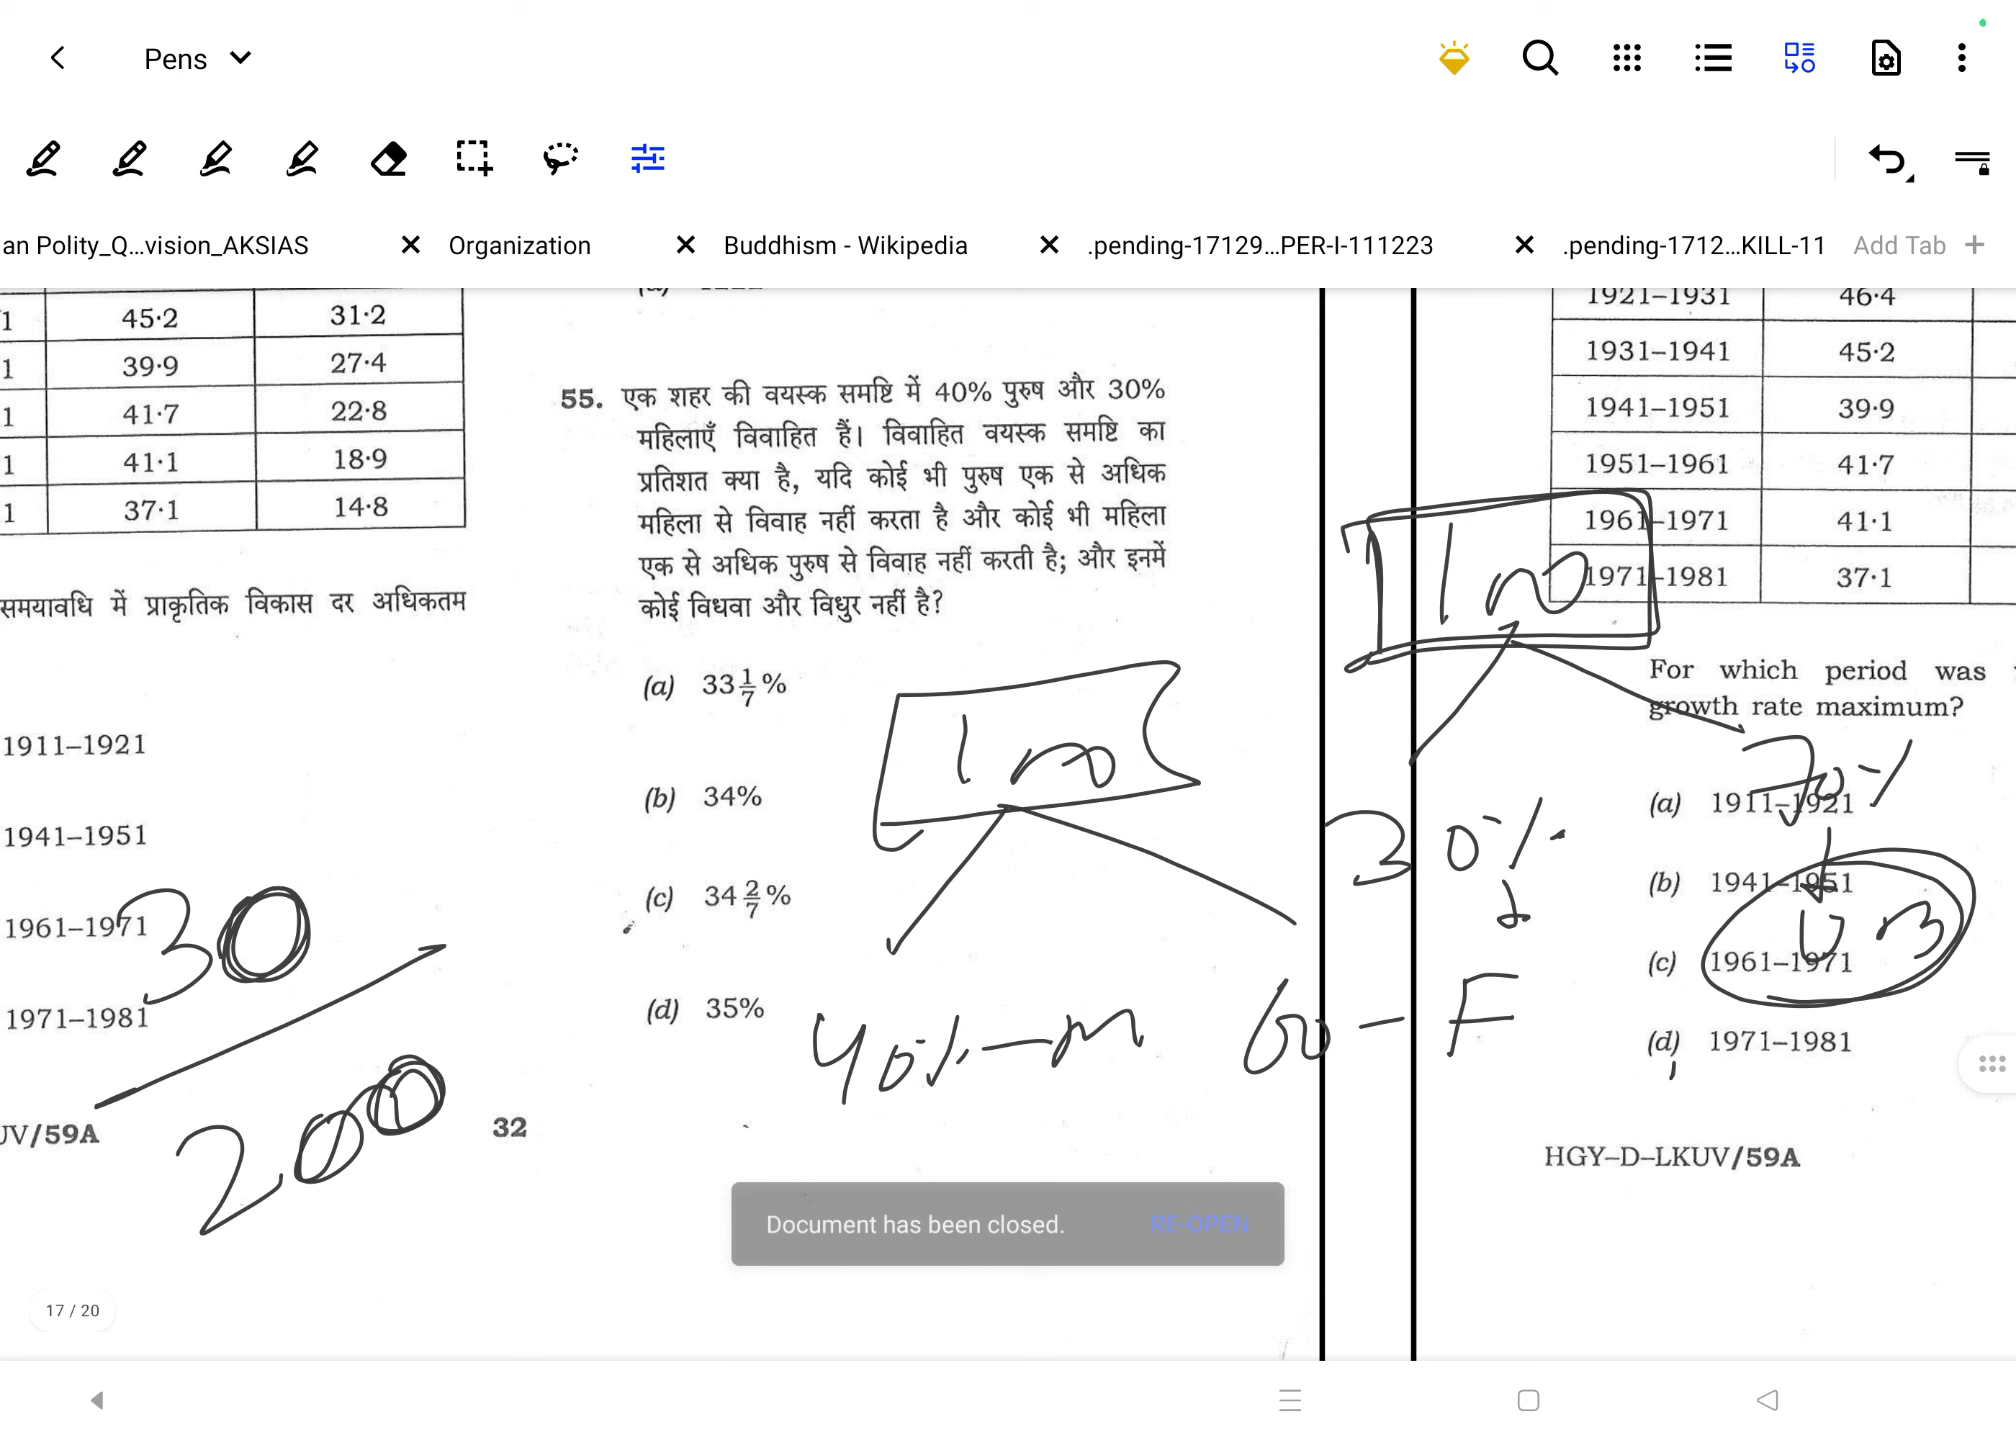 Pens
an Polity_Q...vision_AKSIAS
Organization
Buddhism - Wikipedia
.pending-17129...PER-I-111223
.pending-1712...KILL-11
Add Tab +
1 45·2 31·2
1 39·9 27·4
1 41·7 22·8
1 41·1 18·9
1 37·1 14·8
समयावधि में प्राकृतिक विकास दर अधिकतम
1911–1921
1941–1951
1961–1971
1971–1981
30
200
UV/59A
32
55. एक शहर की वयस्क समष्टि में 40% पुरुष और 30%
महिलाएँ विवाहित हैं। विवाहित वयस्क समष्टि का
प्रतिशत क्या है, यदि कोई भी पुरुष एक से अधिक
महिला से विवाह नहीं करता है और कोई भी महिला
एक से अधिक पुरुष से विवाह नहीं करती है; और इनमें
कोई विधवा और विधुर नहीं है?
(a) 33 1/7 %
(b) 34%
(c) 34 2/7 %
(d) 35%
100
40% – m
60 – F
1921–1931 46·4
1931–1941 45·2
1941–1951 39·9
1951–1961 41·7
1961–1971 41·1
1971–1981 37·1
100
30%
70%
For which period was
growth rate maximum?
(a) 1911–1921
(b) 1941–1951
(c) 1961–1971
(d) 1971–1981
HGY–D–LKUV/59A
Document has been closed.
RE-OPEN
17 / 20